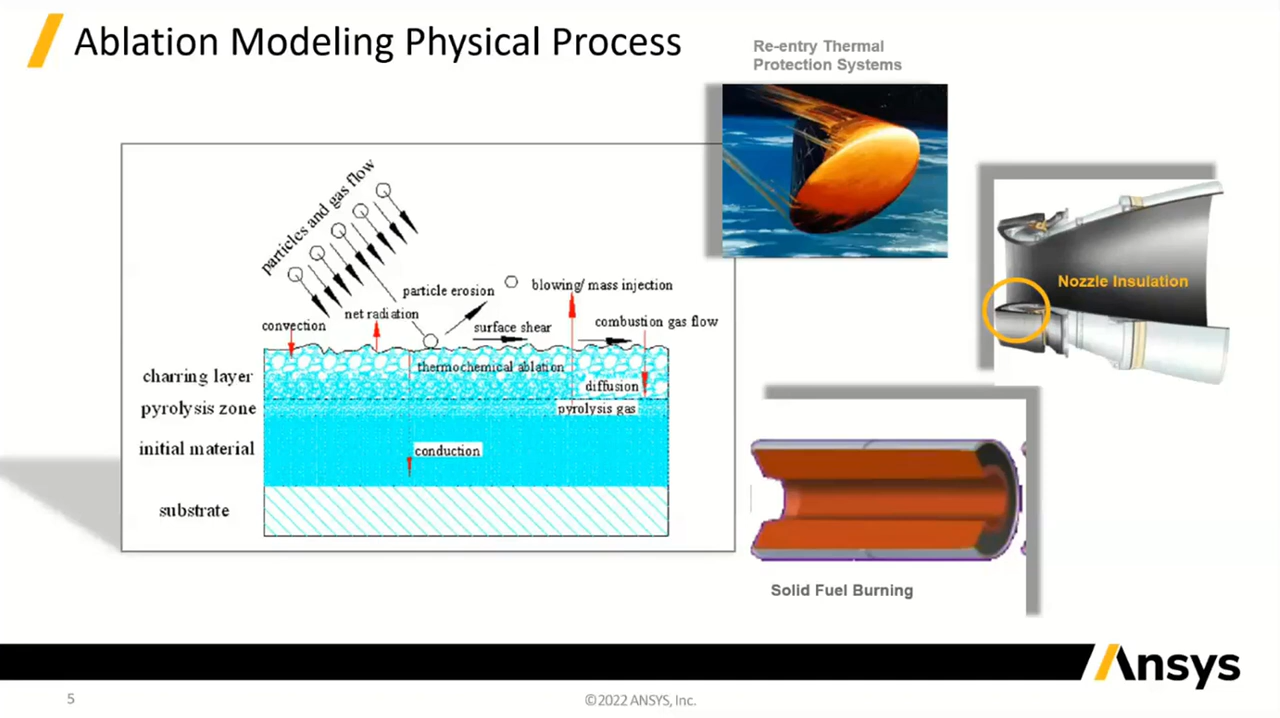 Ablation Modeling Physical Process
Re-entry Thermal
Protection Systems
particles and gas flow
particle erosion
blowing/ mass injection
net radiation
convection
surface shear
combustion gas flow
thermochemical ablation
charring layer
diffusion
pyrolysis zone
pyrolysis gas
initial material
conduction
substrate
Nozzle Insulation
Solid Fuel Burning
Ansys
5
©2022 ANSYS, Inc.